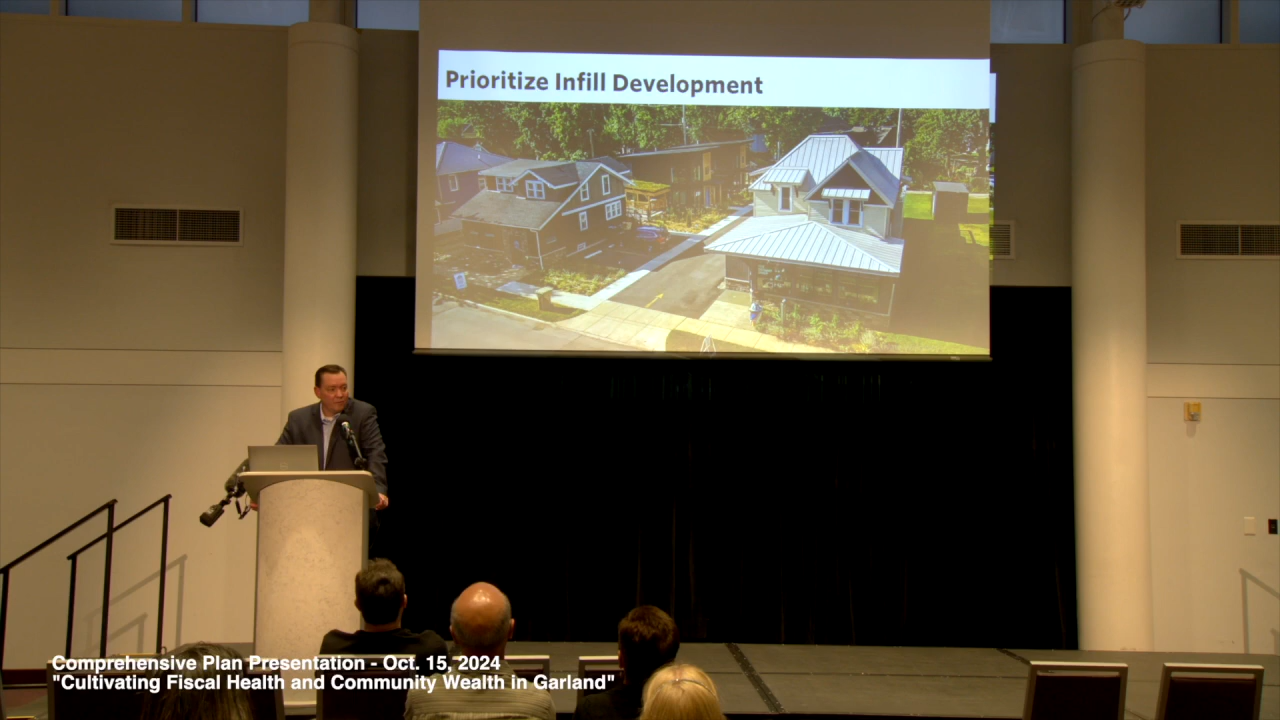 Prioritize Infill Development
Comprehensive Plan Presentation - Oct. 15, 2024
"Cultivating Fiscal Health and Community Wealth in Garland"